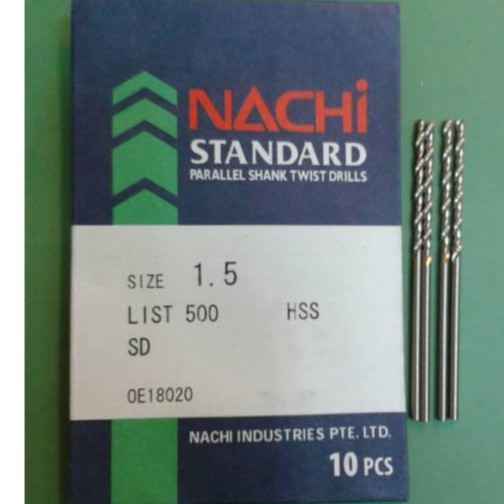 NACHi
STANDARD
PARALLEL SHANK TWIST DRILLS
SIZE 1.5
LIST 500 HSS
SD
OE18020
NACHI INDUSTRIES PTE. LTD.
10 PCS